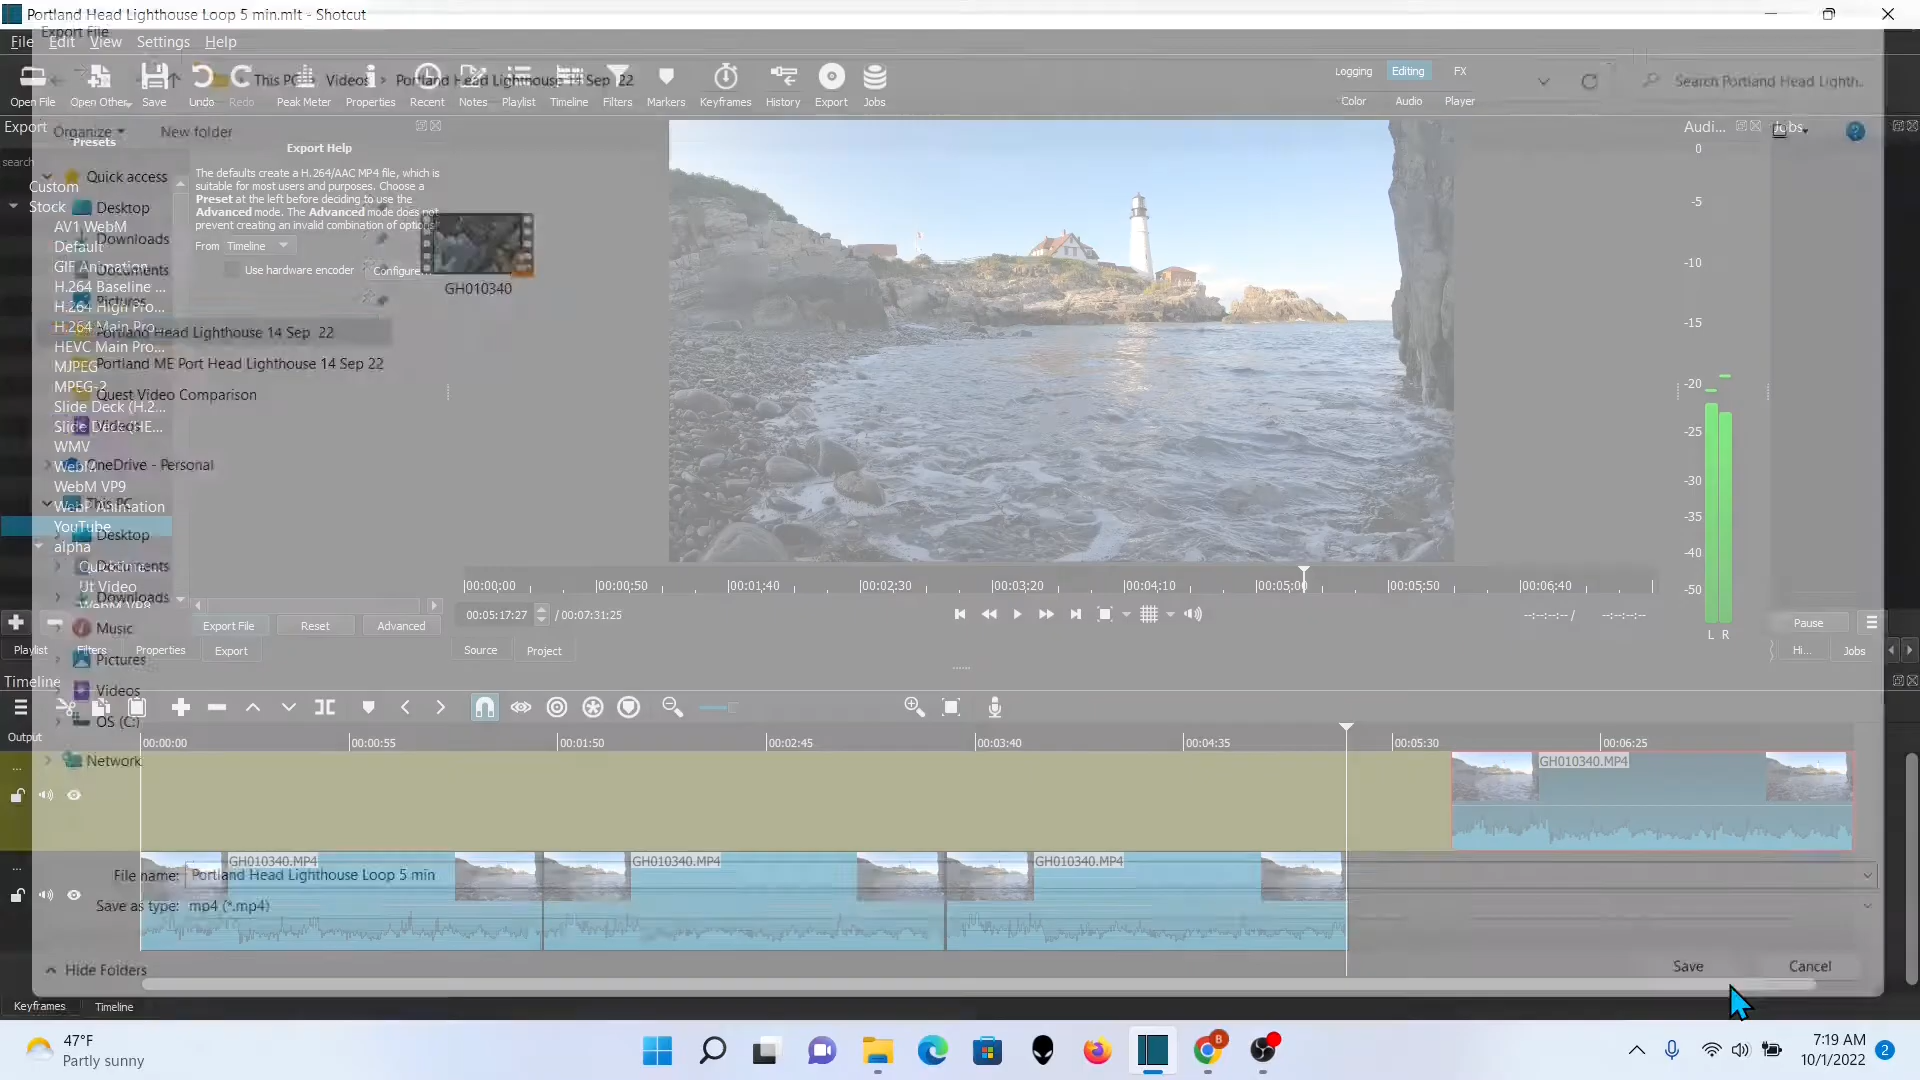 Portland Head Lighthouse Loop 5 min.mlt - Shotcut
Export File
File Edit View Settings Help
This PC > Videos > Portland Head Lighthouse 14 Sep 22
Search Portland Head Lighth...
Open File Open Other... Save Undo Redo Peak Meter Properties Recent Notes Playlist Timeline Filters Markers Keyframes History Export Jobs
Logging Editing FX
Color Audio Player
Export
Organize New folder
Presets
search
Custom
Stock
AV1 WebM
Default
GIF Animation
H.264 Baseline ...
H.264 High Pro...
H.264 Main Pro...
HEVC Main Pro...
MJPEG
MPEG-2
Slide Deck (H.2...
Slide Deck (HE...
WMV
WebM
WebM VP9
WebP Animation
YouTube
alpha
Quicktime...
Ut Video
WebM VP8
Quick access
Desktop
Downloads
Documents
Pictures
Portland Head Lighthouse 14 Sep 22
Portland ME Port Head Lighthouse 14 Sep 22
Quest Video Comparison
Videos
OneDrive - Personal
This PC
Desktop
Documents
Downloads
Music
Pictures
Videos
OS (C:)
Network
Export Help
The defaults create a H.264/AAC MP4 file, which is
suitable for most users and purposes. Choose a
Preset at the left before deciding to use the
Advanced mode. The Advanced mode does not
prevent creating an invalid combination of options
From Timeline
Use hardware encoder Configure...
GH010340
Export File Reset Advanced
Playlist Filters Properties Export
00:00:00 00:00:50 00:01:40 00:02:30 00:03:20 00:04:10 00:05:00 00:05:50 00:06:40
00:05:17:27 / 00:07:31:25
--:--:--:-- / --:--:--:--
Source Project
Audi...
0
-5
-10
-15
-20
-25
-30
-35
-40
-50
L R
Jobs
Pause
Hi... Jobs
Timeline
Output
00:00:00 00:00:55 00:01:50 00:02:45 00:03:40 00:04:35 00:05:30 00:06:25
GH010340.MP4
GH010340.MP4 GH010340.MP4 GH010340.MP4
File name: Portland Head Lighthouse Loop 5 min
Save as type: mp4 (*.mp4)
Hide Folders
Save Cancel
Keyframes Timeline
47°F
Partly sunny
B
7:19 AM
10/1/2022
2